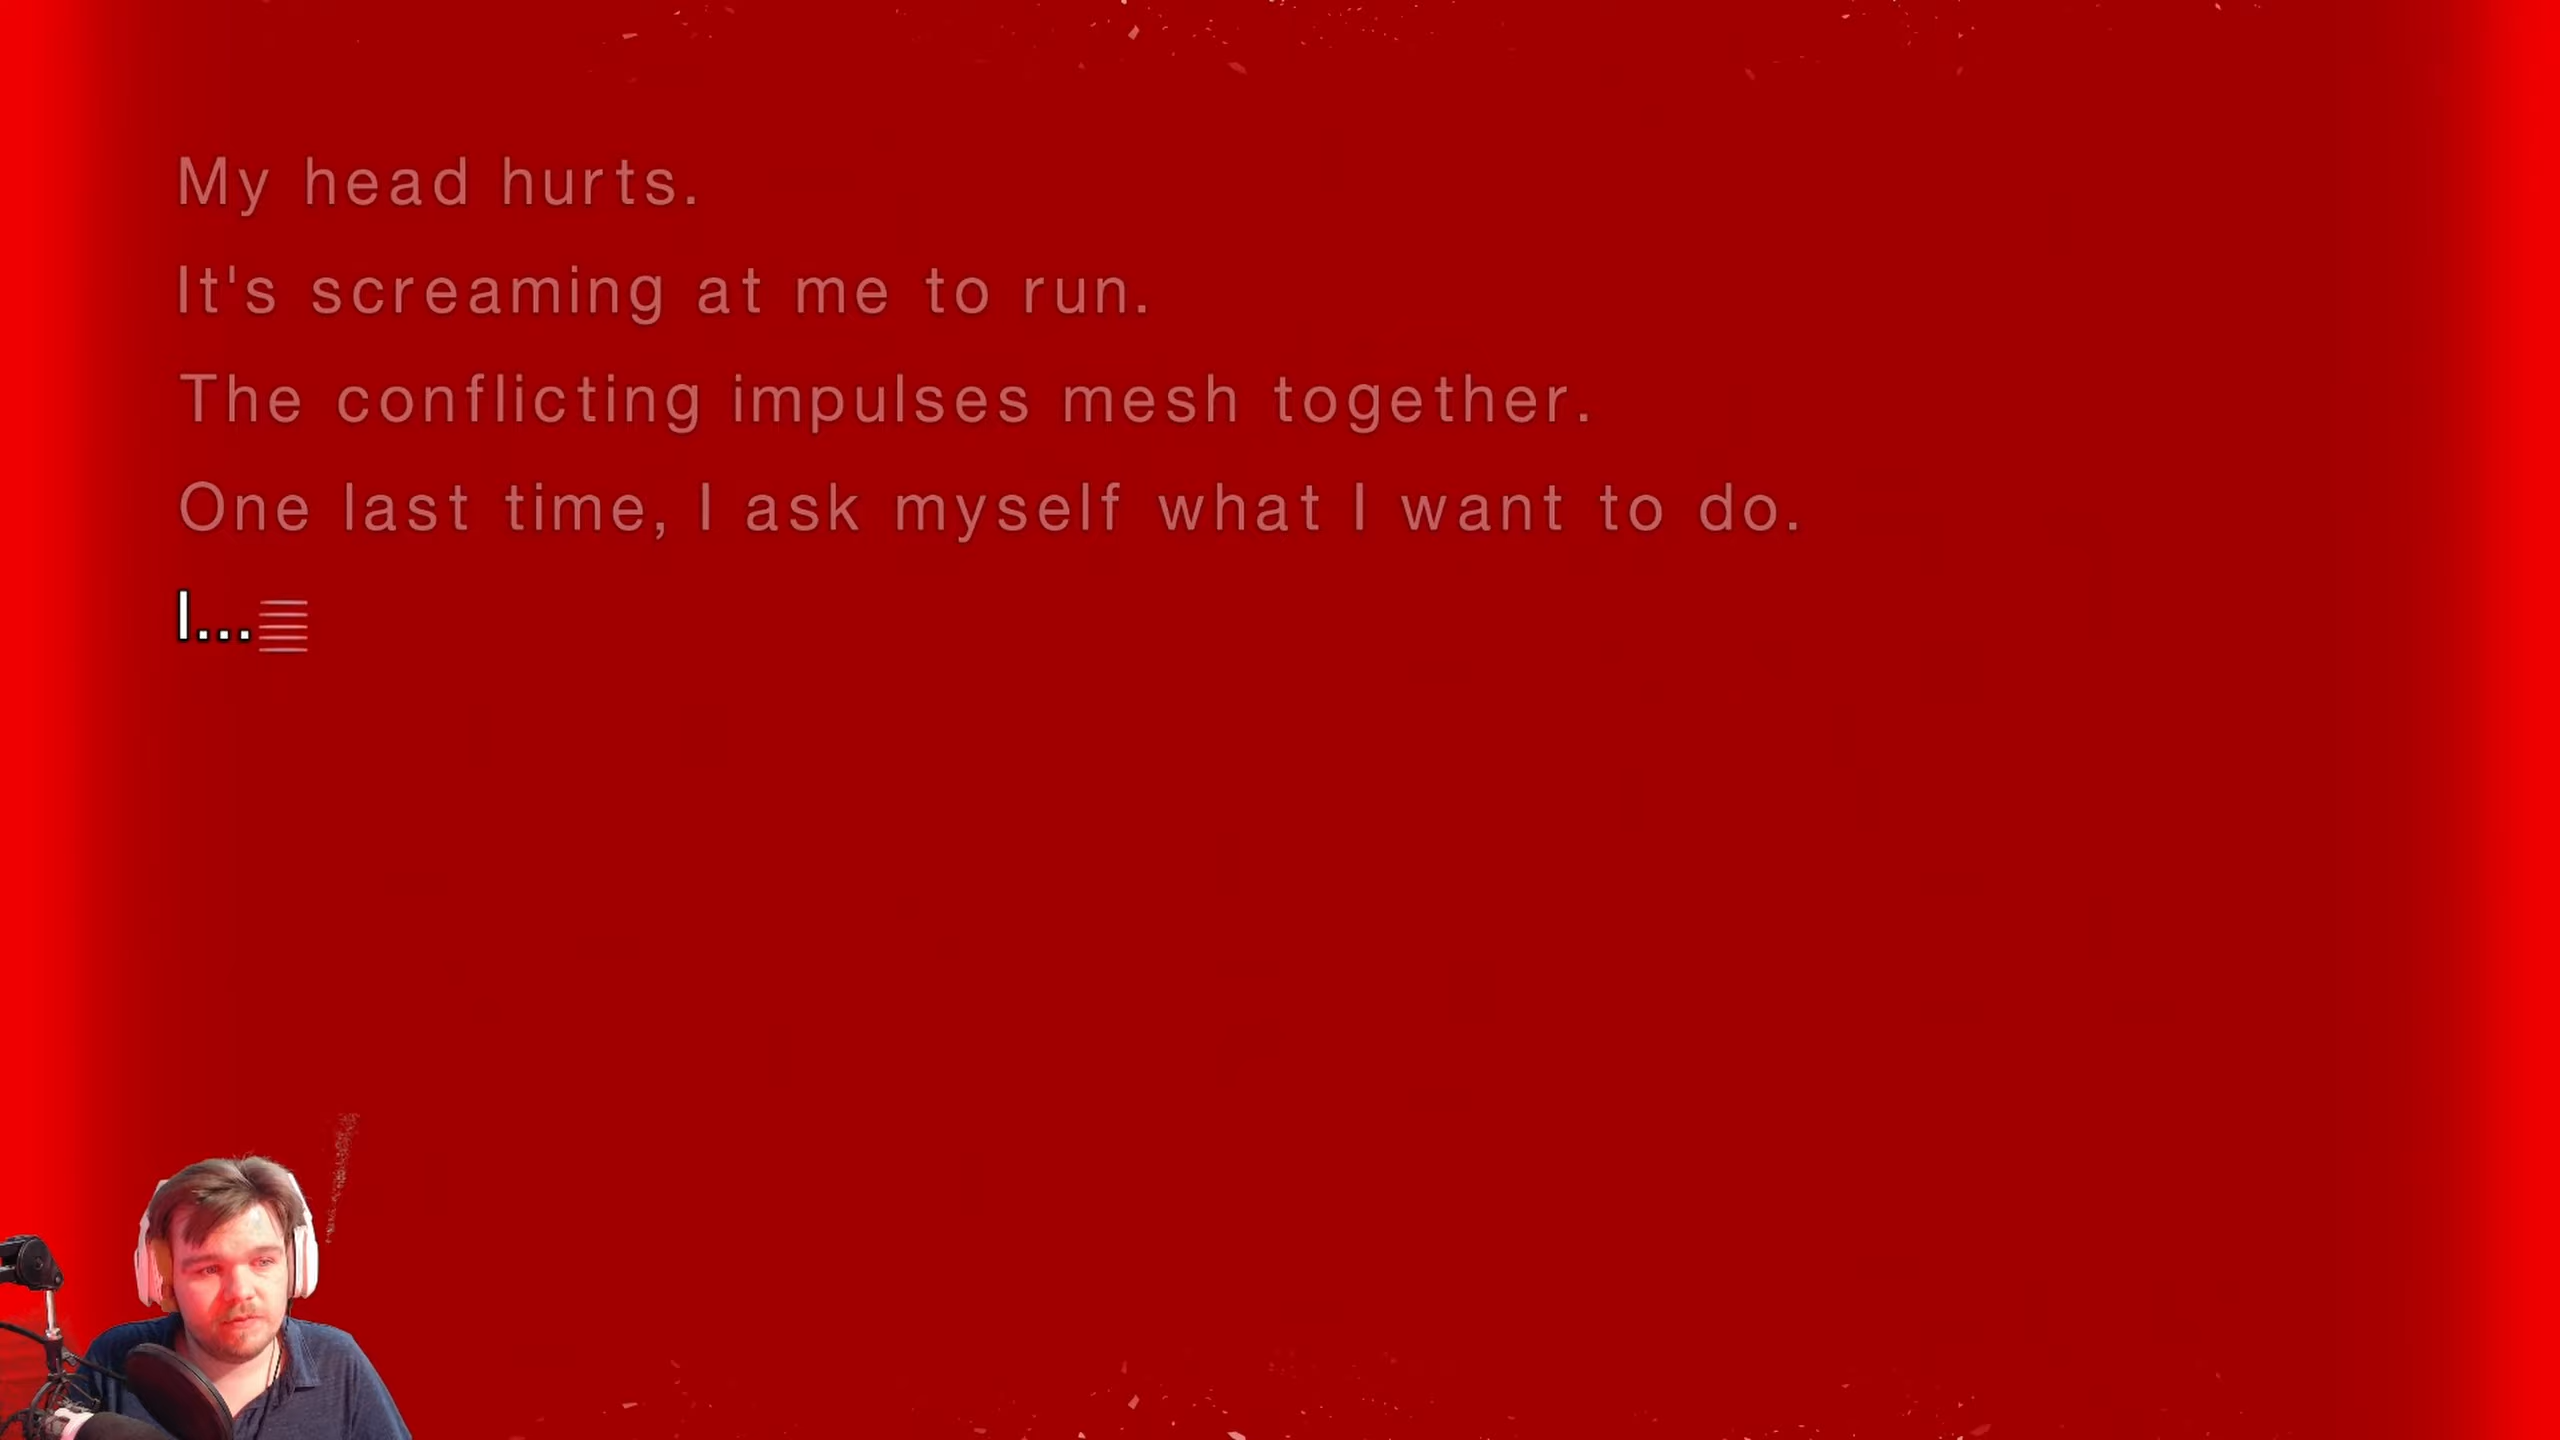 My head hurts.
It's screaming at me to run.
The conflicting impulses mesh together.
One last time, I ask myself what I want to do.
I...